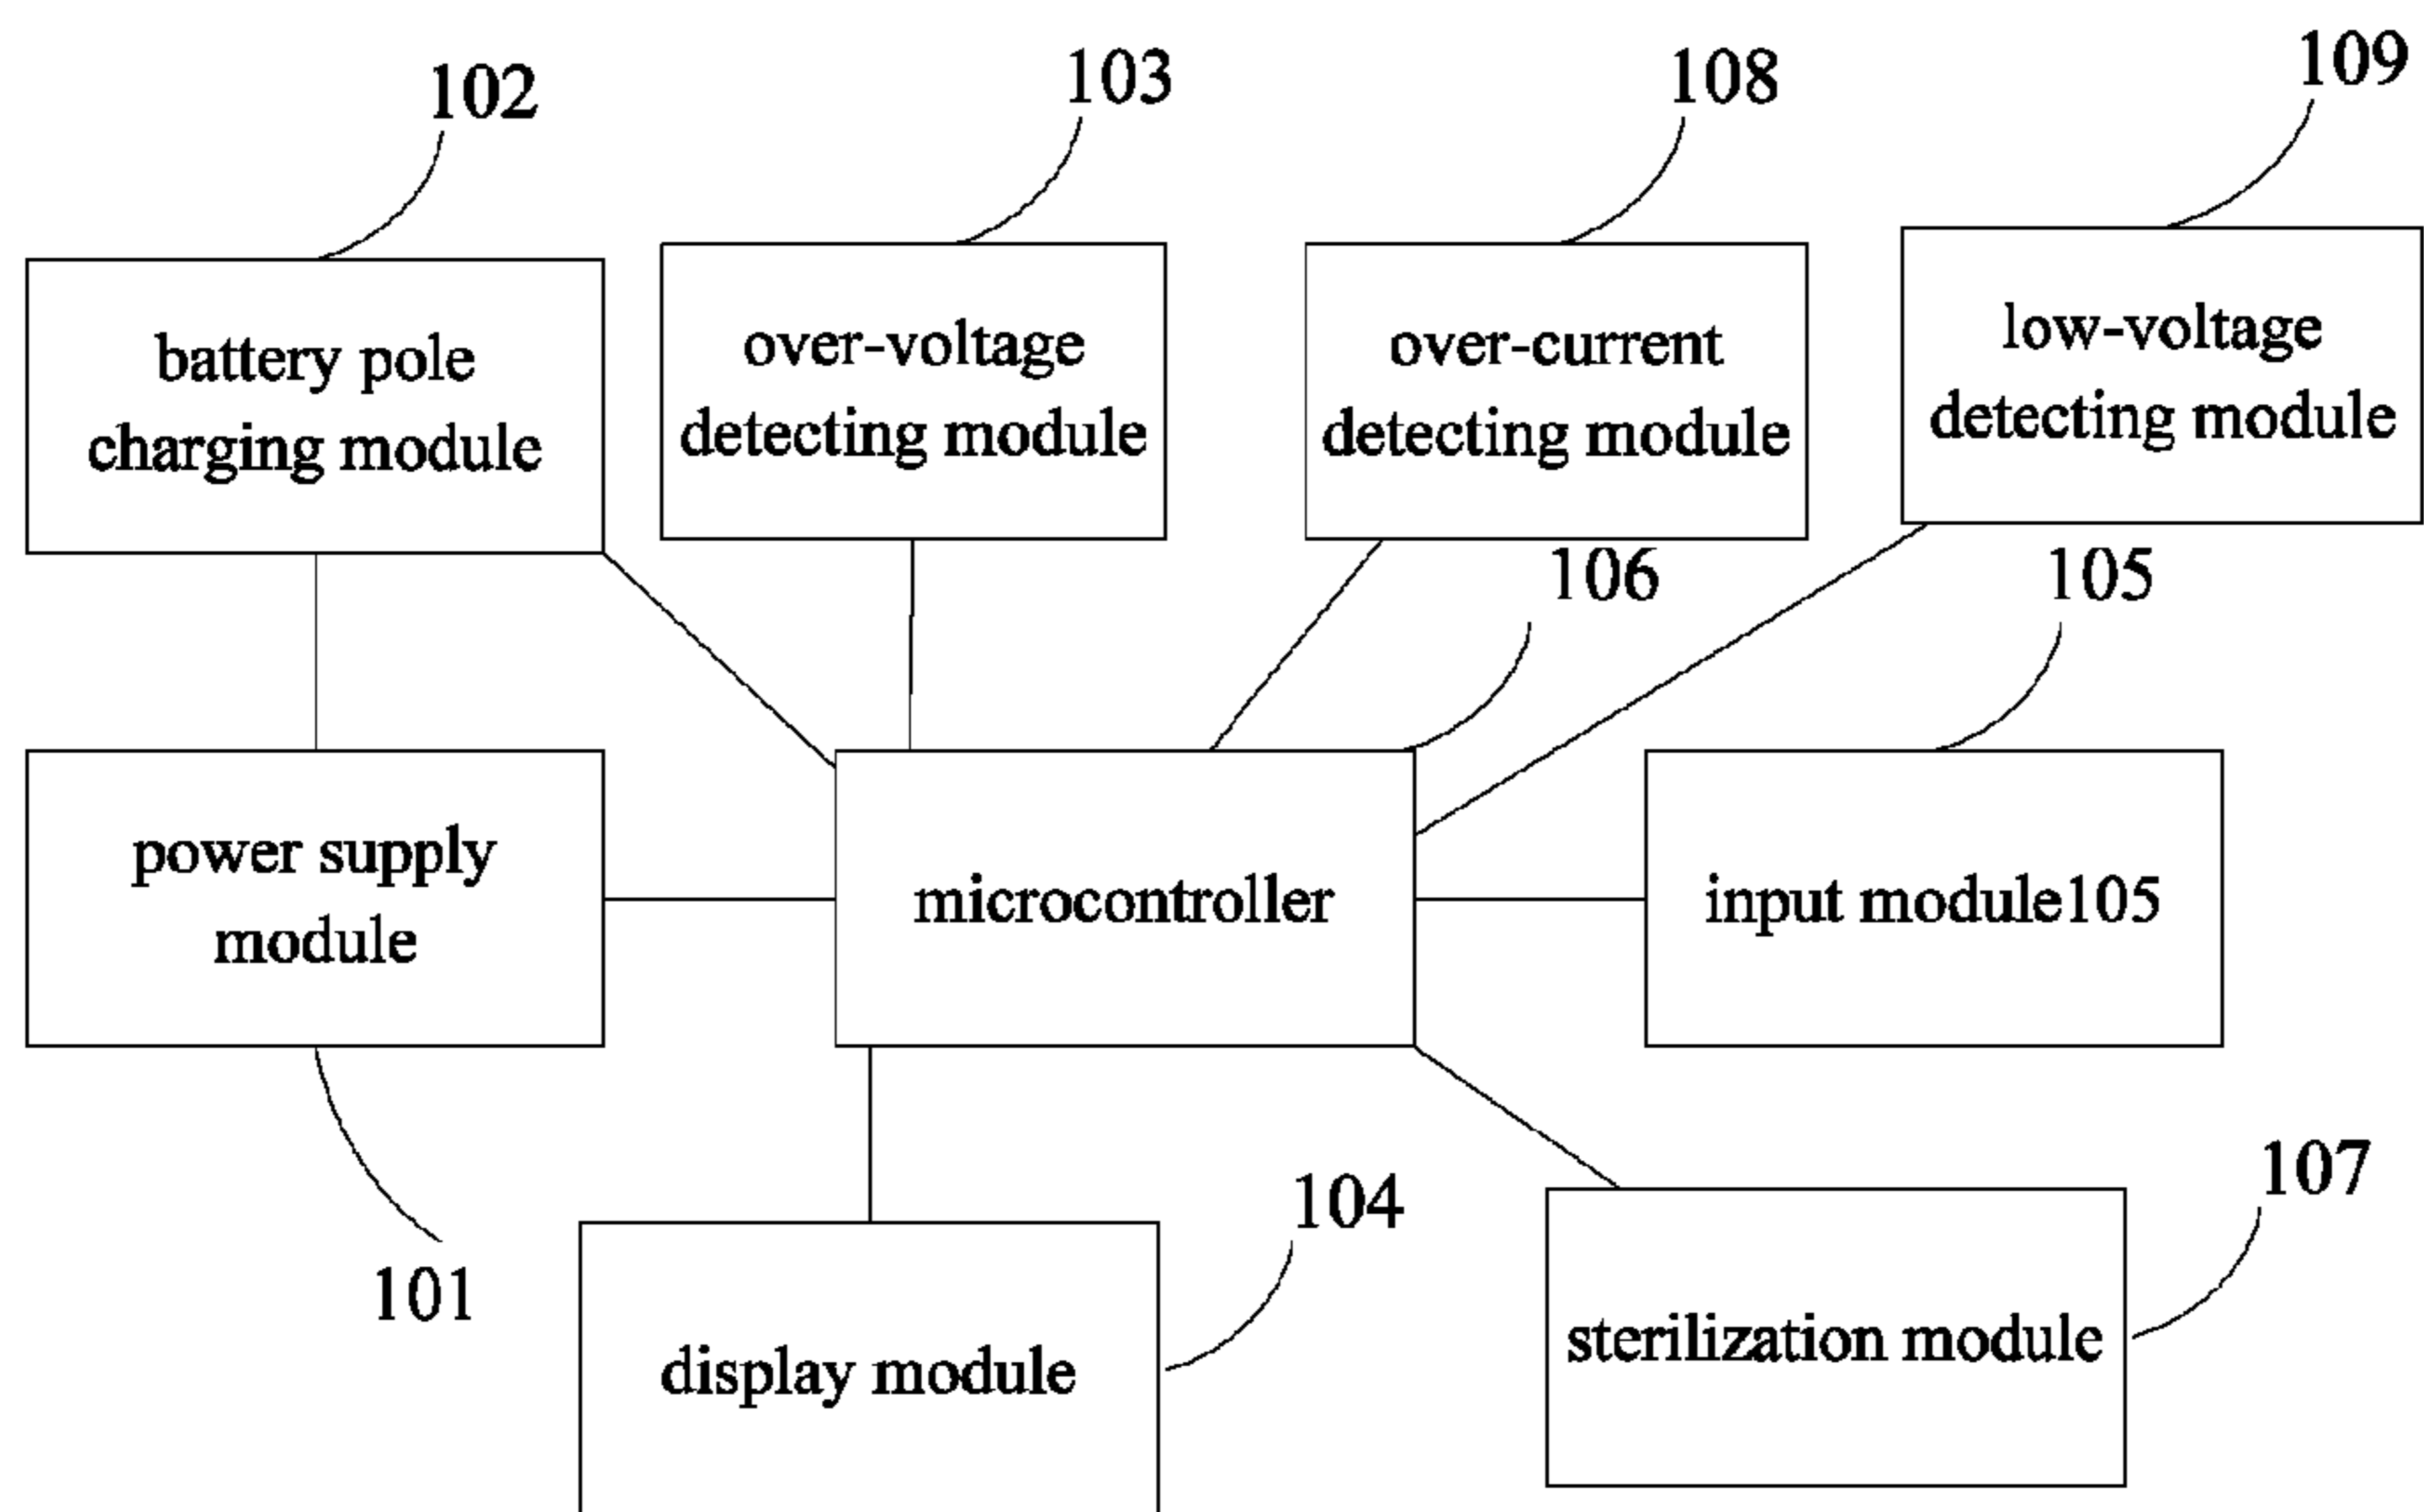 102
103
108
109
battery pole
charging module
over-voltage
detecting module
over-current
detecting module
low-voltage
detecting module
106
105
power supply
module
microcontroller
input module105
101
104
107
display module
sterilization module